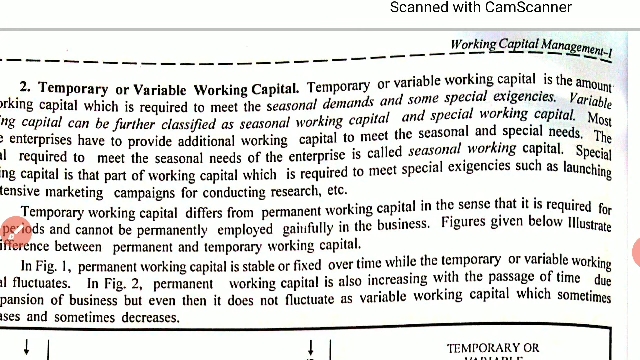 Scanned with CamScanner
Working Capital Management-I
2. Temporary or Variable Working Capital. Temporary or variable working capital is the amount
orking capital which is required to meet the seasonal demands and some special exigencies. Variable
ing capital can be further classified as seasonal working capital and special working capital. Most
e enterprises have to provide additional working capital to meet the seasonal and special needs. The
al required to meet the seasonal needs of the enterprise is called seasonal working capital. Special
ing capital is that part of working capital which is required to meet special exigencies such as launching
tensive marketing campaigns for conducting research, etc.
Temporary working capital differs from permanent working capital in the sense that it is required for
periods and cannot be permanently employed gainfully in the business. Figures given below Illustrate
ifference between permanent and temporary working capital.
In Fig. 1, permanent working capital is stable or fixed over time while the temporary or variable working
al fluctuates. In Fig. 2, permanent working capital is also increasing with the passage of time due
pansion of business but even then it does not fluctuate as variable working capital which sometimes
ases and sometimes decreases.
TEMPORARY OR